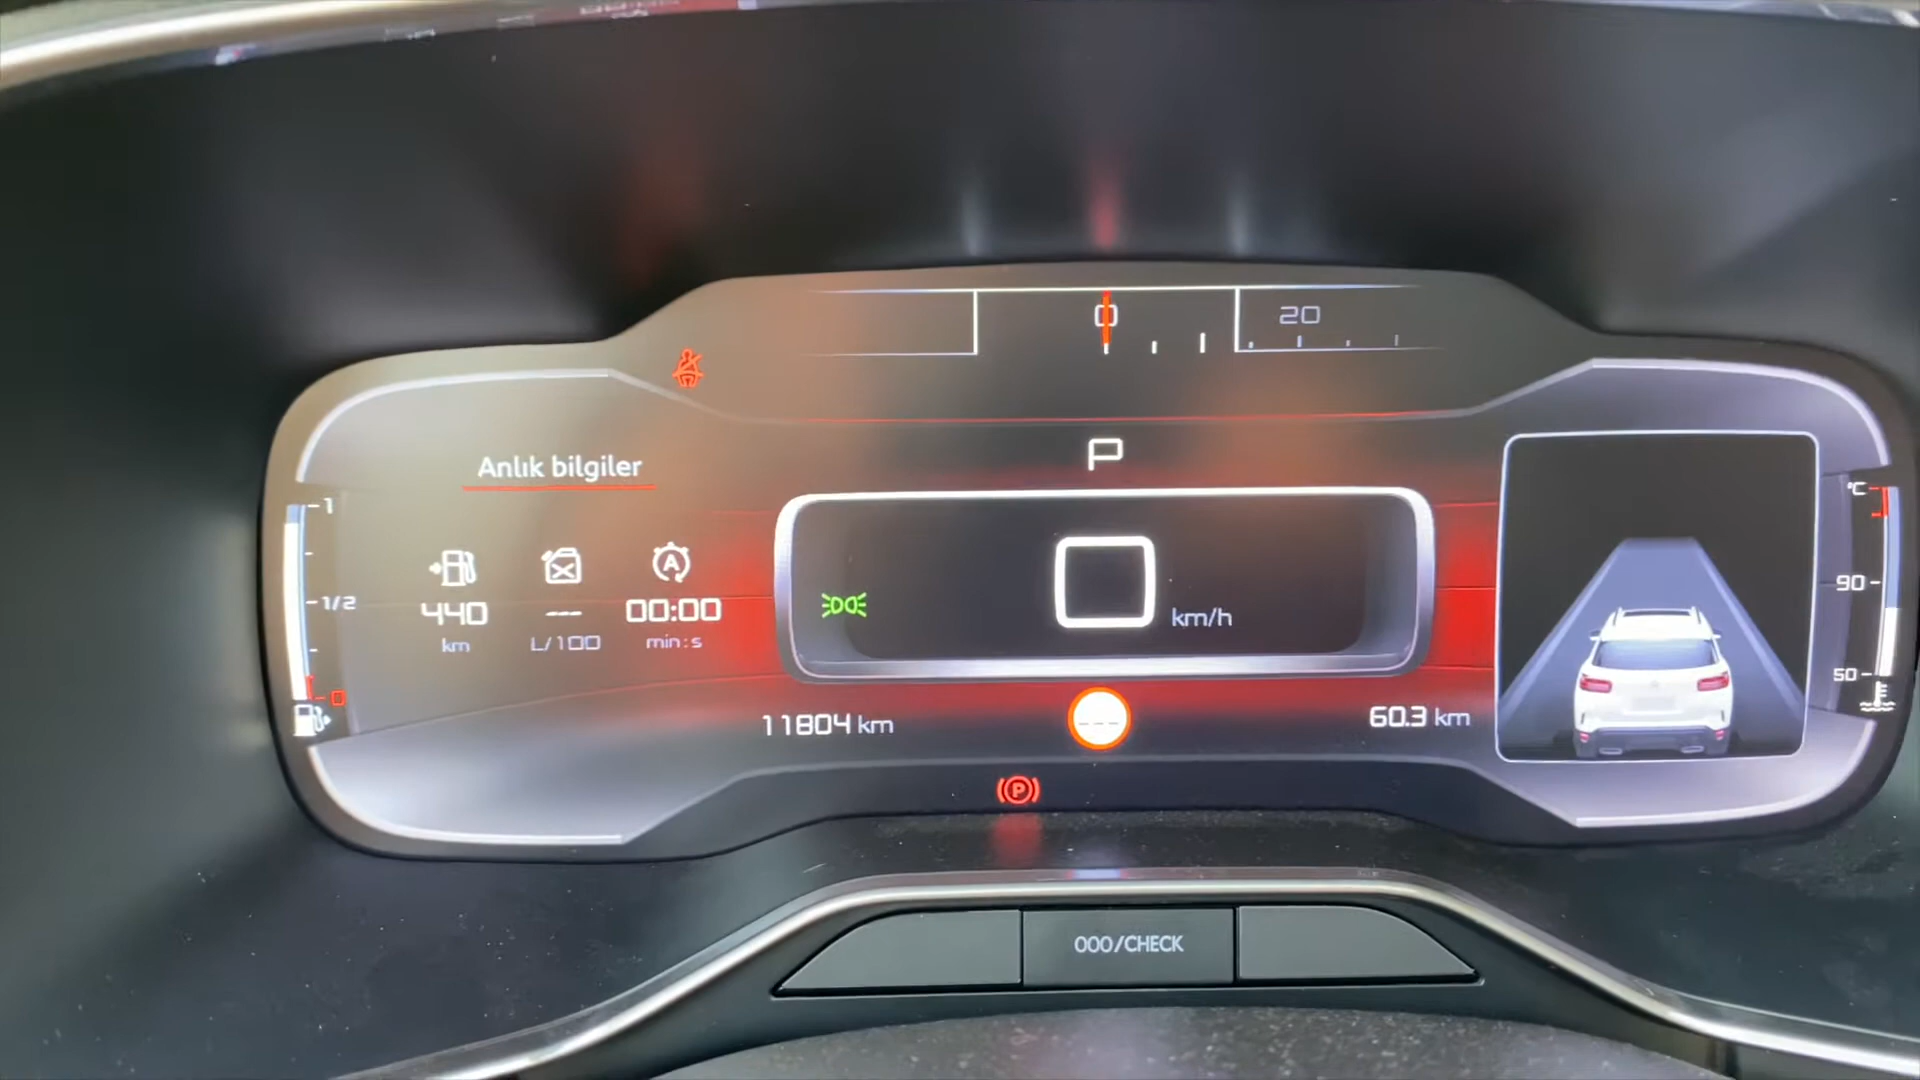 0 20
P
Anlık bilgiler
1
1/2
0
440 --- 00:00
km L/100 min:s
0 km/h
°C
90
50
11804 km
---
60.3 km
P
000/CHECK
A